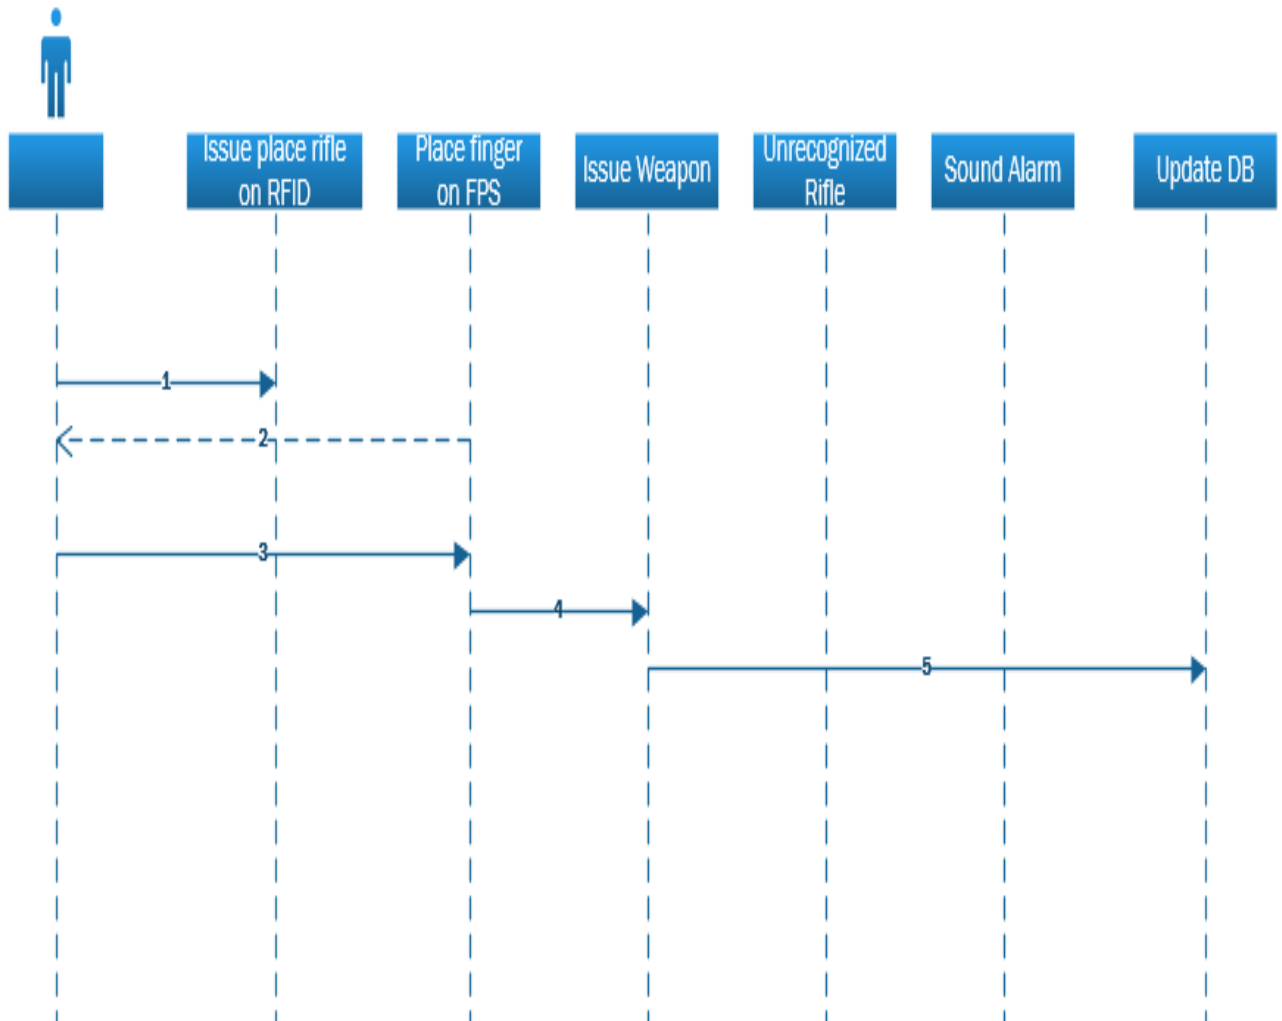 Issue place rifle
on RFID
Place finger
on FPS
Issue Weapon
Unrecognized
Rifle
Sound Alarm
Update DB
1
2
3
4
5